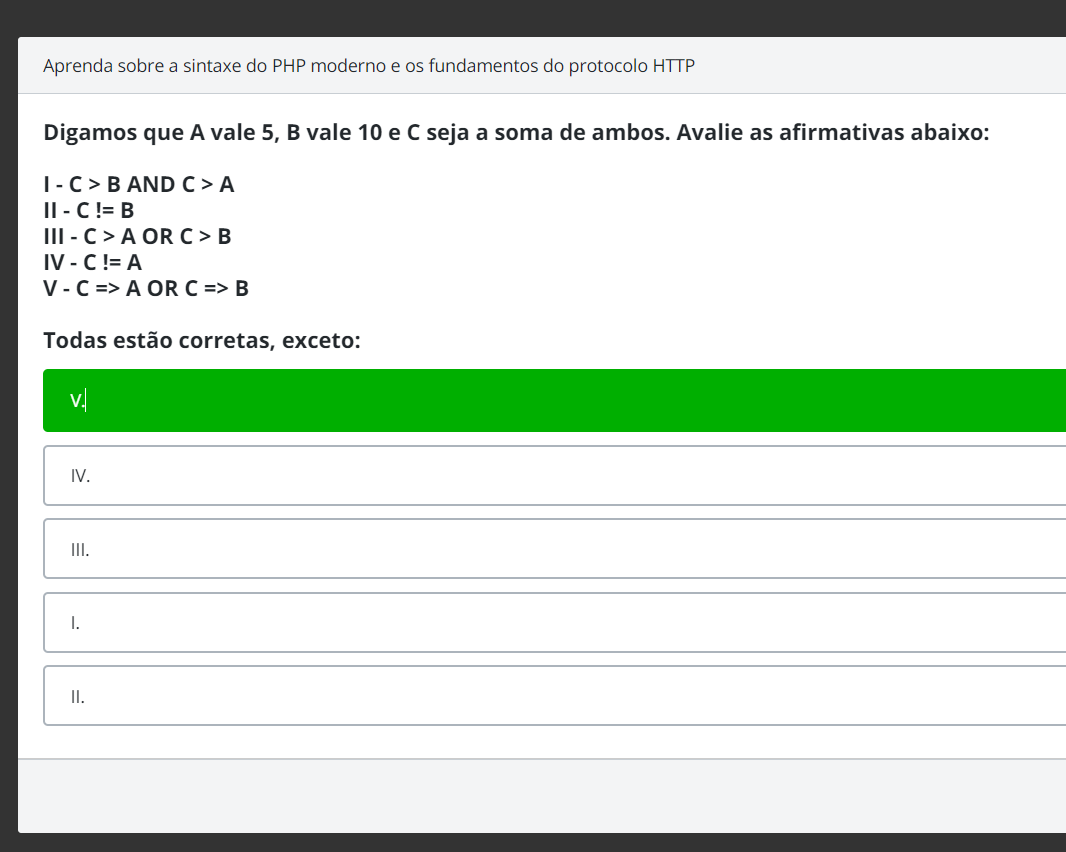 Aprenda sobre a sintaxe do PHP moderno e os fundamentos do protocolo HTTP
Digamos que A vale 5, B vale 10 e C seja a soma de ambos. Avalie as afirmativas abaixo:
I - C > B AND C > A
II - C != B
III - C > A OR C > B
IV - C != A
V - C => A OR C => B
Todas estão corretas, exceto:
V.
IV.
III.
I.
II.